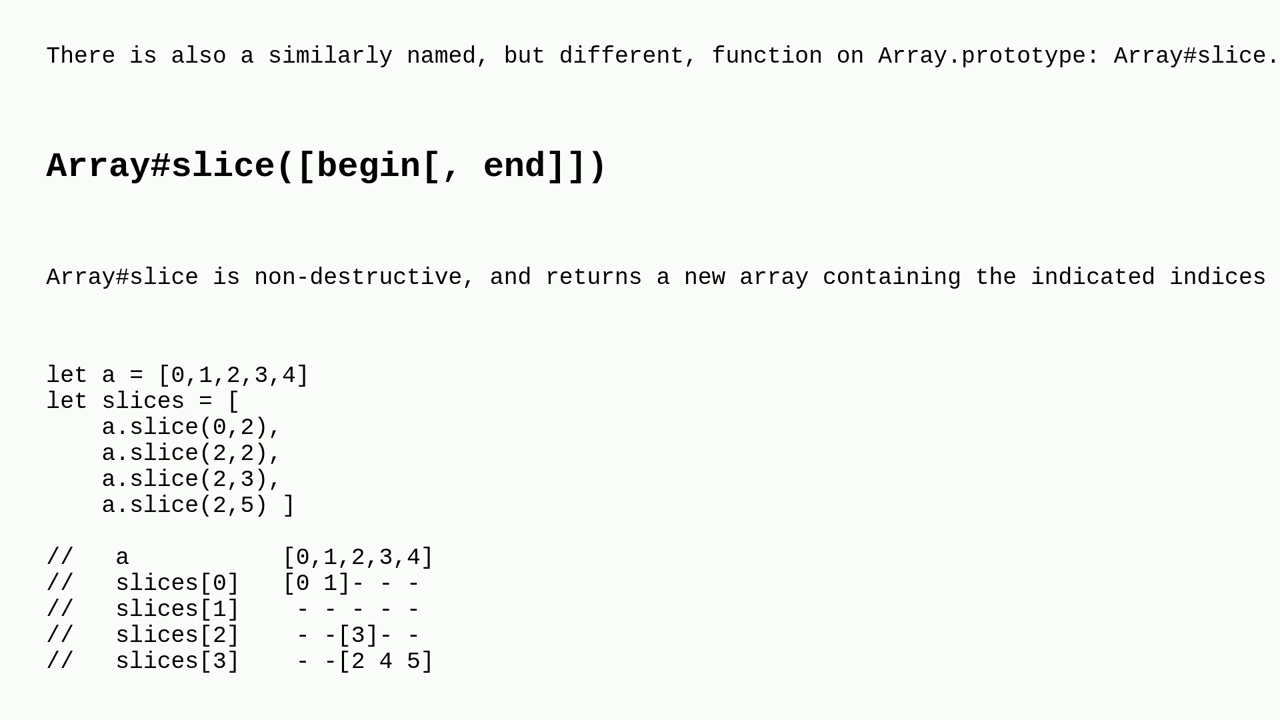 There is also a similarly named, but different, function on Array.prototype: Array#slice.
Array#slice([begin[, end]])
Array#slice is non-destructive, and returns a new array containing the indicated indices
let a = [0,1,2,3,4]
let slices = [
    a.slice(0,2),
    a.slice(2,2),
    a.slice(2,3),
    a.slice(2,5) ]
//   a           [0,1,2,3,4]
//   slices[0]   [0 1]- - -
//   slices[1]    - - - - -
//   slices[2]    - -[3]- -
//   slices[3]    - -[2 4 5]